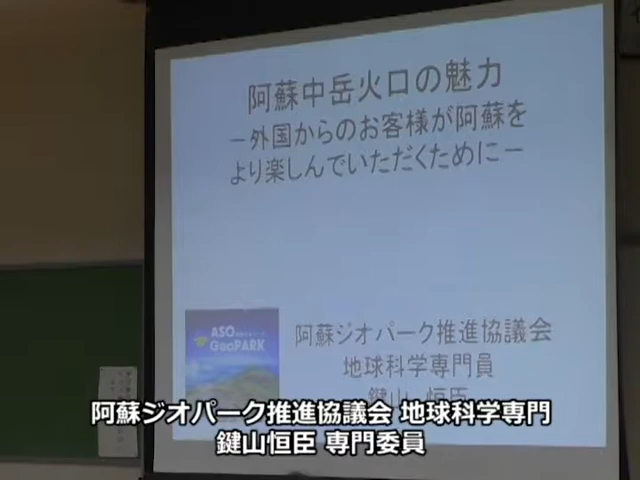 阿蘇中岳火口の魅力
－外国からのお客様が阿蘇を
より楽しんでいただくために－
ASO
GeoPARK
阿蘇ジオパーク推進協議会
地球科学専門員
鍵山 恒臣
阿蘇ジオパーク推進協議会 地球科学専門
鍵山恒臣 専門委員